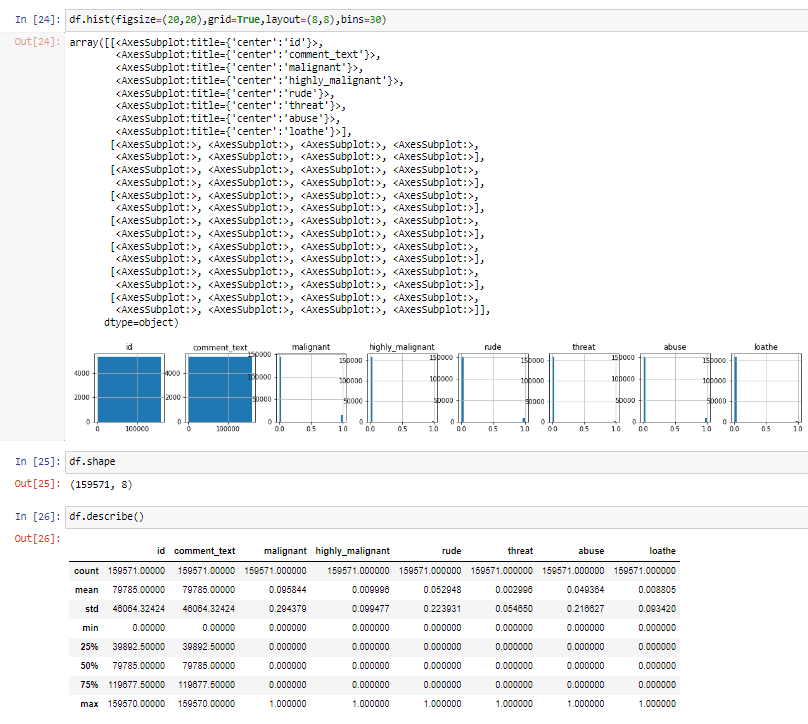 In [24]: df.hist(figsize=(20,20),grid=True,layout=(8,8),bins=30)
Out[24]: array([[<AxesSubplot:title={'center':'id'}>,
<AxesSubplot:title={'center':'comment_text'}>,
<AxesSubplot:title={'center':'malignant'}>,
<AxesSubplot:title={'center':'highly_malignant'}>,
<AxesSubplot:title={'center':'rude'}>,
<AxesSubplot:title={'center':'threat'}>,
<AxesSubplot:title={'center':'abuse'}>,
<AxesSubplot:title={'center':'loathe'}>],
[<AxesSubplot:>, <AxesSubplot:>, <AxesSubplot:>, <AxesSubplot:>,
<AxesSubplot:>, <AxesSubplot:>, <AxesSubplot:>, <AxesSubplot:>],
[<AxesSubplot:>, <AxesSubplot:>, <AxesSubplot:>, <AxesSubplot:>,
<AxesSubplot:>, <AxesSubplot:>, <AxesSubplot:>, <AxesSubplot:>],
[<AxesSubplot:>, <AxesSubplot:>, <AxesSubplot:>, <AxesSubplot:>,
<AxesSubplot:>, <AxesSubplot:>, <AxesSubplot:>, <AxesSubplot:>],
[<AxesSubplot:>, <AxesSubplot:>, <AxesSubplot:>, <AxesSubplot:>,
<AxesSubplot:>, <AxesSubplot:>, <AxesSubplot:>, <AxesSubplot:>],
[<AxesSubplot:>, <AxesSubplot:>, <AxesSubplot:>, <AxesSubplot:>,
<AxesSubplot:>, <AxesSubplot:>, <AxesSubplot:>, <AxesSubplot:>],
[<AxesSubplot:>, <AxesSubplot:>, <AxesSubplot:>, <AxesSubplot:>,
<AxesSubplot:>, <AxesSubplot:>, <AxesSubplot:>, <AxesSubplot:>],
[<AxesSubplot:>, <AxesSubplot:>, <AxesSubplot:>, <AxesSubplot:>,
<AxesSubplot:>, <AxesSubplot:>, <AxesSubplot:>, <AxesSubplot:>]],
dtype=object)
id comment_text malignant highly_malignant rude threat abuse loathe
150000 150000 150000 150000 150000 150000
4000 4000 100000 100000 100000 100000 100000 100000
2000 2000 50000 50000 50000 50000 50000 50000
0 0 0 0 0 0 0 0
0 100000 0 100000 0.0 0.5 1.0 0.0 0.5 1.0 0.0 0.5 1.0 0.0 0.5 1.0 0.0 0.5 1.0 0.0 0.5 1.0
In [25]: df.shape
Out[25]: (159571, 8)
In [26]: df.describe()
Out[26]:
id comment_text malignant highly_malignant rude threat abuse loathe
count 159571.00000 159571.00000 159571.000000 159571.000000 159571.000000 159571.000000 159571.000000 159571.000000
mean 79785.00000 79785.00000 0.095844 0.009996 0.052948 0.002996 0.049364 0.008805
std 46064.32424 46064.32424 0.294379 0.099477 0.223931 0.054650 0.216627 0.093420
min 0.00000 0.00000 0.000000 0.000000 0.000000 0.000000 0.000000 0.000000
25% 39892.50000 39892.50000 0.000000 0.000000 0.000000 0.000000 0.000000 0.000000
50% 79785.00000 79785.00000 0.000000 0.000000 0.000000 0.000000 0.000000 0.000000
75% 119677.50000 119677.50000 0.000000 0.000000 0.000000 0.000000 0.000000 0.000000
max 159570.00000 159570.00000 1.000000 1.000000 1.000000 1.000000 1.000000 1.000000